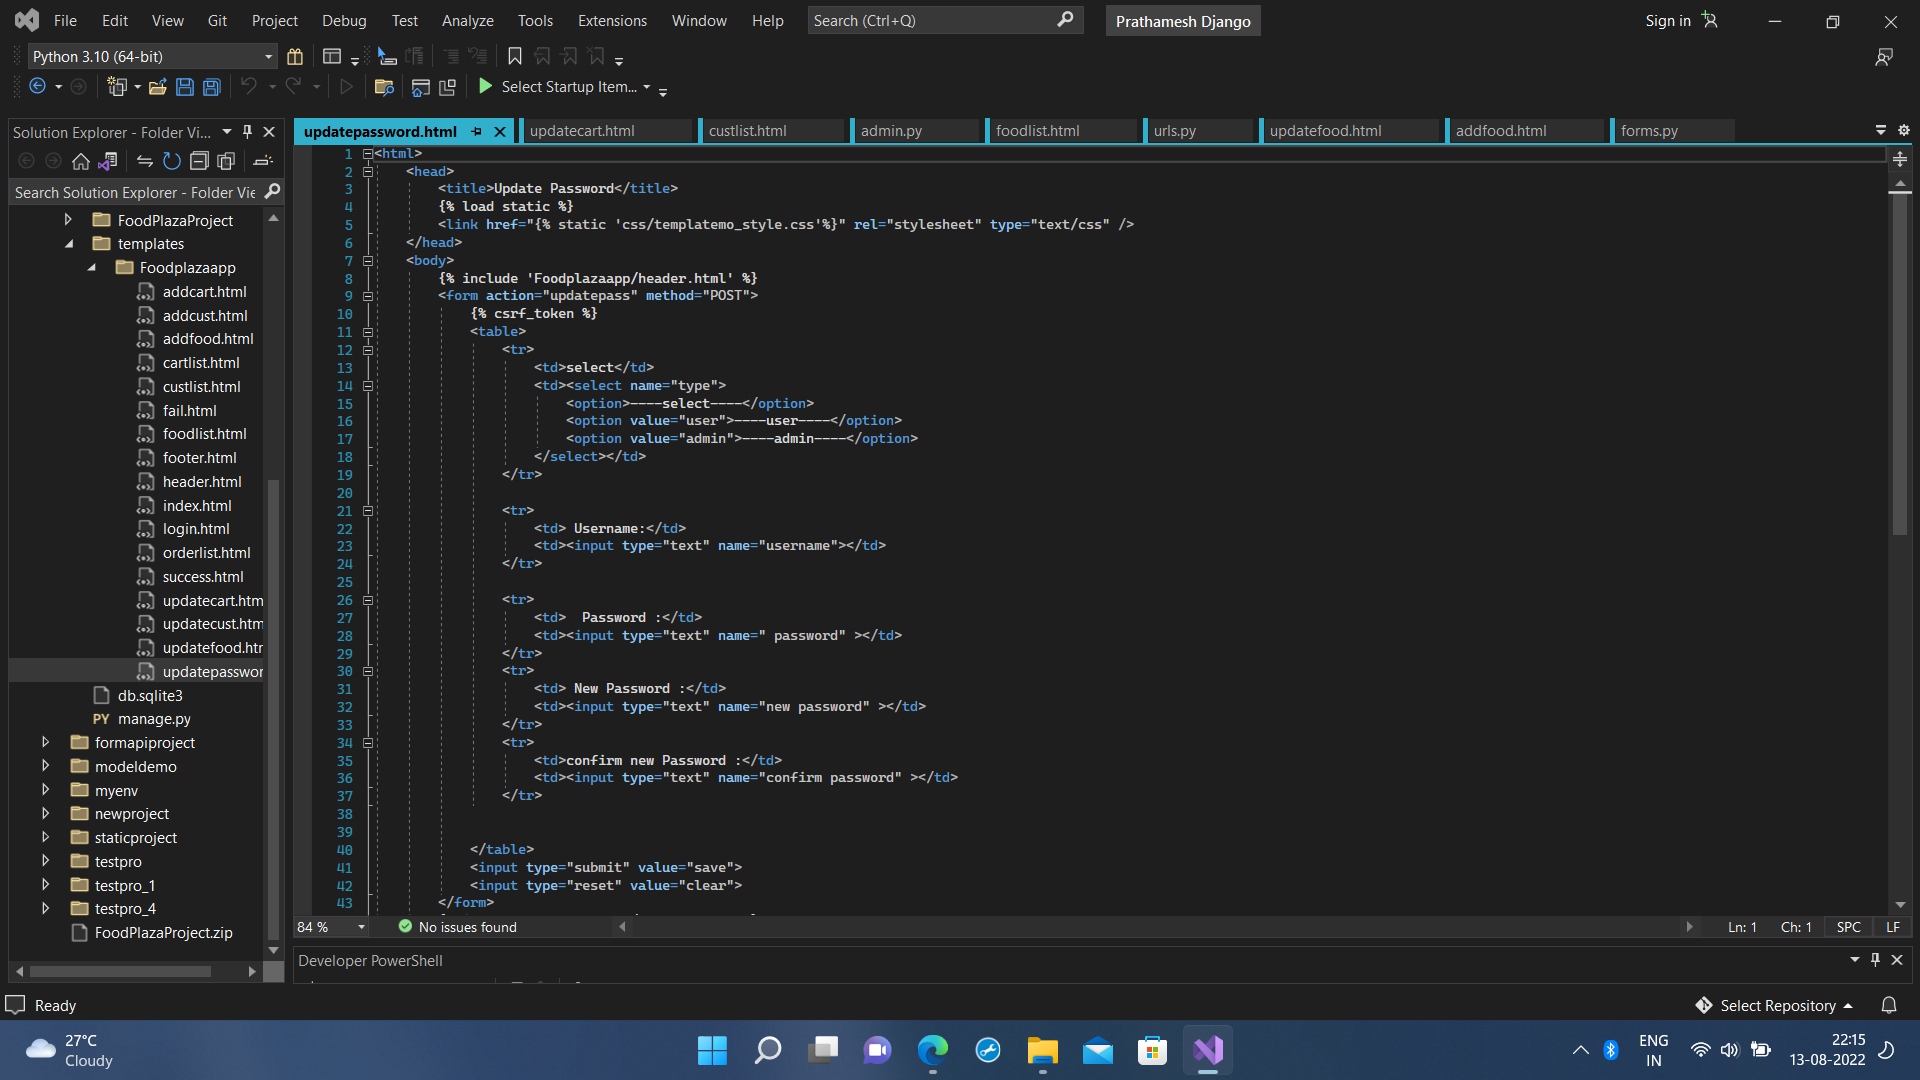 File Edit View Git Project Debug Test Analyze Tools Extensions Window Help Search (Ctrl+Q) Prathamesh Django Sign in
Python 3.10 (64-bit)
Select Startup Item...
Solution Explorer - Folder Vi...
Search Solution Explorer - Folder Vie
FoodPlazaProject
templates
Foodplazaapp
addcart.html
addcust.html
addfood.html
cartlist.html
custlist.html
fail.html
foodlist.html
footer.html
header.html
index.html
login.html
orderlist.html
success.html
updatecart.htm
updatecust.htm
updatefood.htr
updatepasswor
db.sqlite3
PY manage.py
formapiproject
modeldemo
myenv
newproject
staticproject
testpro
testpro_1
testpro_4
FoodPlazaProject.zip
updatepassword.html updatecart.html custlist.html admin.py foodlist.html urls.py updatefood.html addfood.html forms.py
1 <html>
2 <head>
3 <title>Update Password</title>
4 {% load static %}
5 <link href="{% static 'css/templatemo_style.css'%}" rel="stylesheet" type="text/css" />
6 </head>
7 <body>
8 {% include 'Foodplazaapp/header.html' %}
9 <form action="updatepass" method="POST">
10 {% csrf_token %}
11 <table>
12 <tr>
13 <td>select</td>
14 <td><select name="type">
15 <option>----select----</option>
16 <option value="user">----user----</option>
17 <option value="admin">----admin----</option>
18 </select></td>
19 </tr>
20
21 <tr>
22 <td> Username:</td>
23 <td><input type="text" name="username"></td>
24 </tr>
25
26 <tr>
27 <td>  Password :</td>
28 <td><input type="text" name=" password" ></td>
29 </tr>
30 <tr>
31 <td> New Password :</td>
32 <td><input type="text" name="new password" ></td>
33 </tr>
34 <tr>
35 <td>confirm new Password :</td>
36 <td><input type="text" name="confirm password" ></td>
37 </tr>
38
39
40 </table>
41 <input type="submit" value="save">
42 <input type="reset" value="clear">
43 </form>
84 % No issues found Ln: 1 Ch: 1 SPC LF
Developer PowerShell
Ready Select Repository
27°C
Cloudy
ENG
IN
22:15
13-08-2022